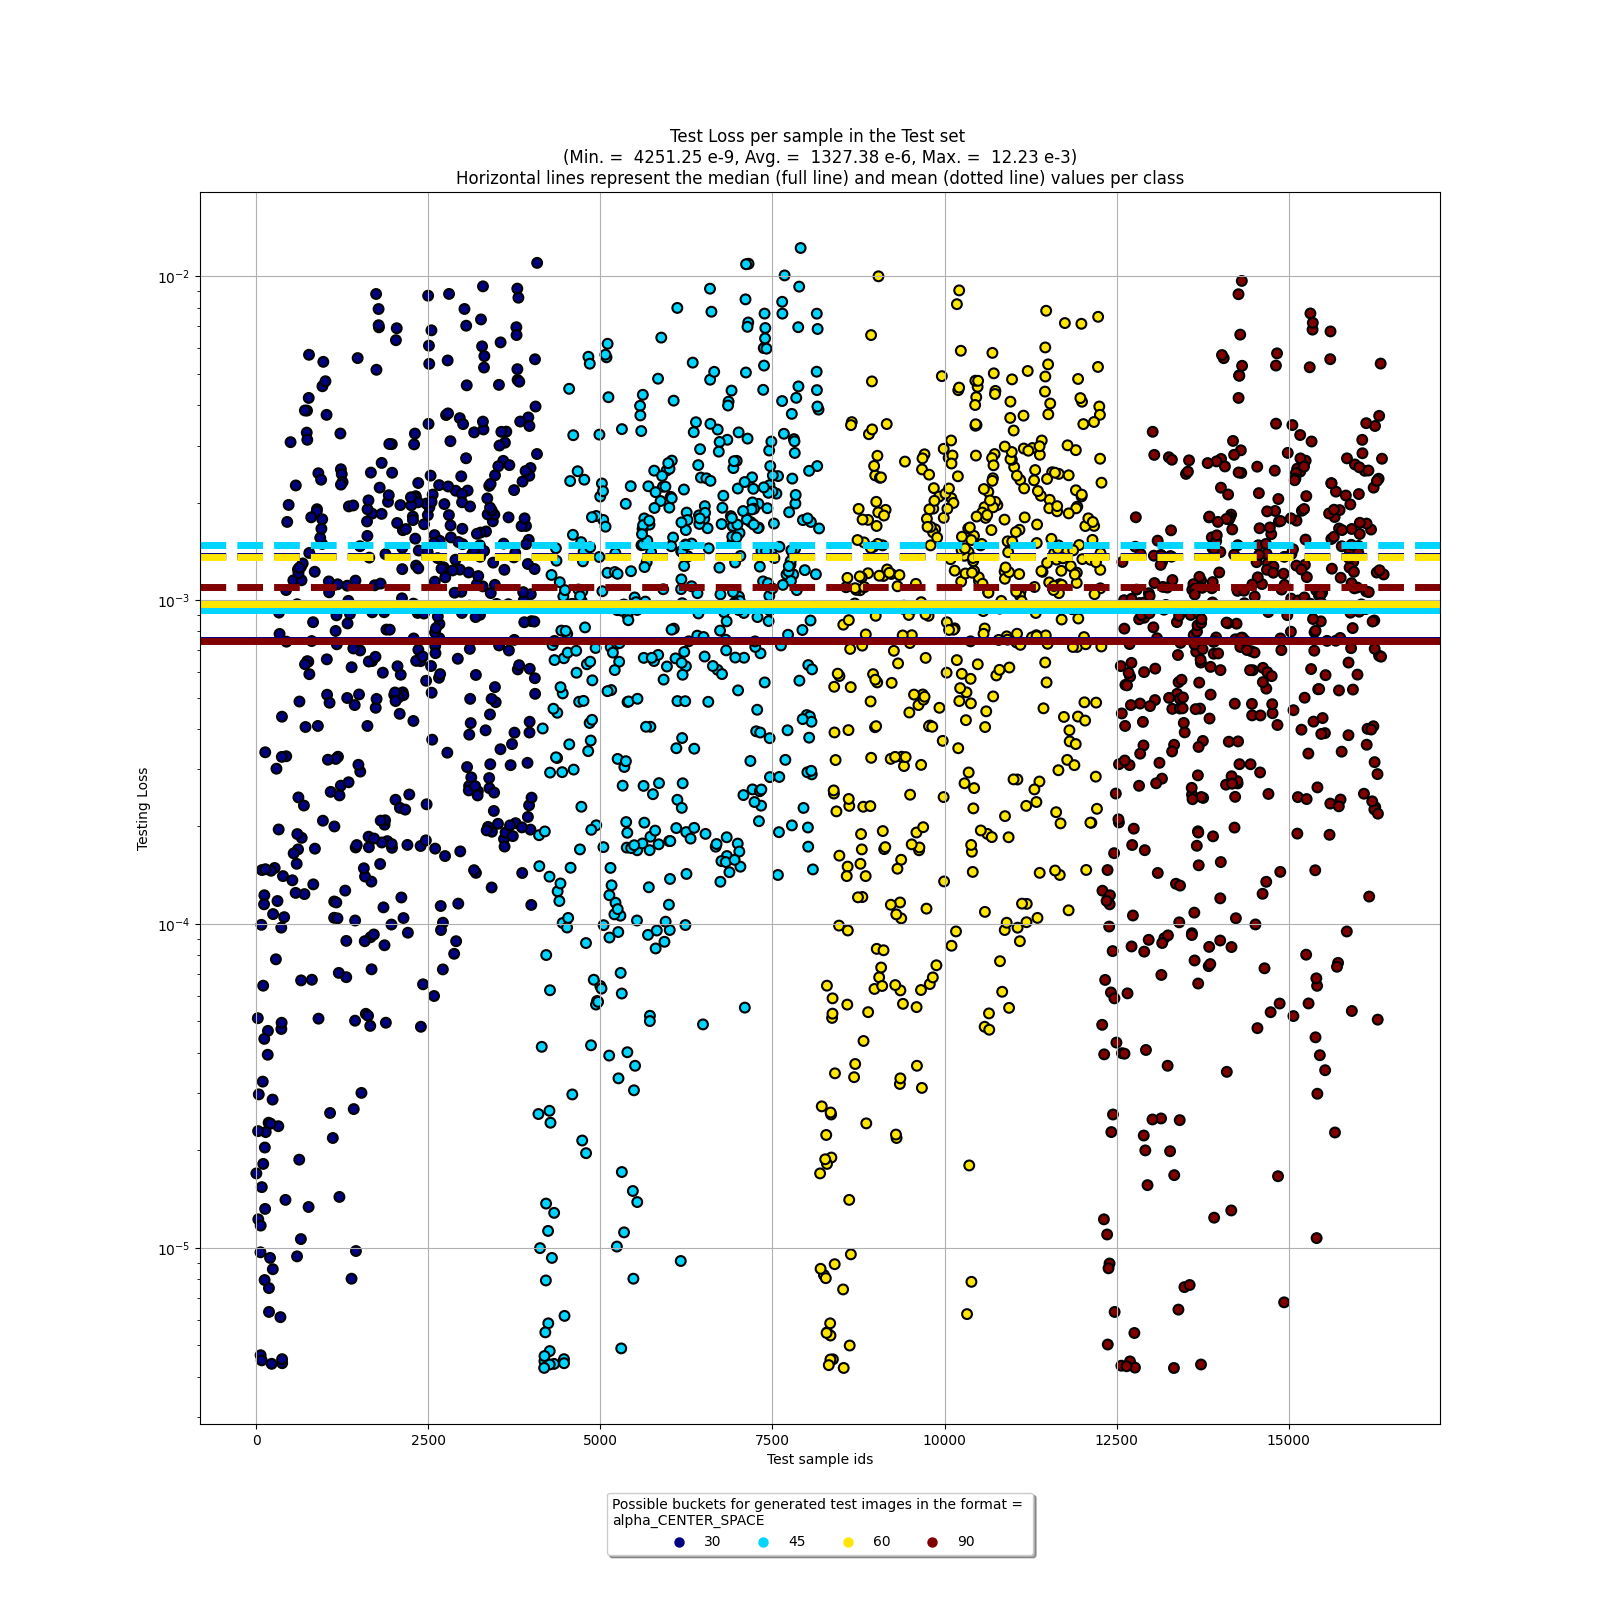 Test Loss per sample in the Test set
(Min. =  4251.25 e-9, Avg. =  1327.38 e-6, Max. =  12.23 e-3)
Horizontal lines represent the median (full line) and mean (dotted line) values per class
Testing Loss
10⁻²
10⁻³
10⁻⁴
10⁻⁵
0 2500 5000 7500 10000 12500 15000
Test sample ids
Possible buckets for generated test images in the format =
alpha_CENTER_SPACE
30 45 60 90